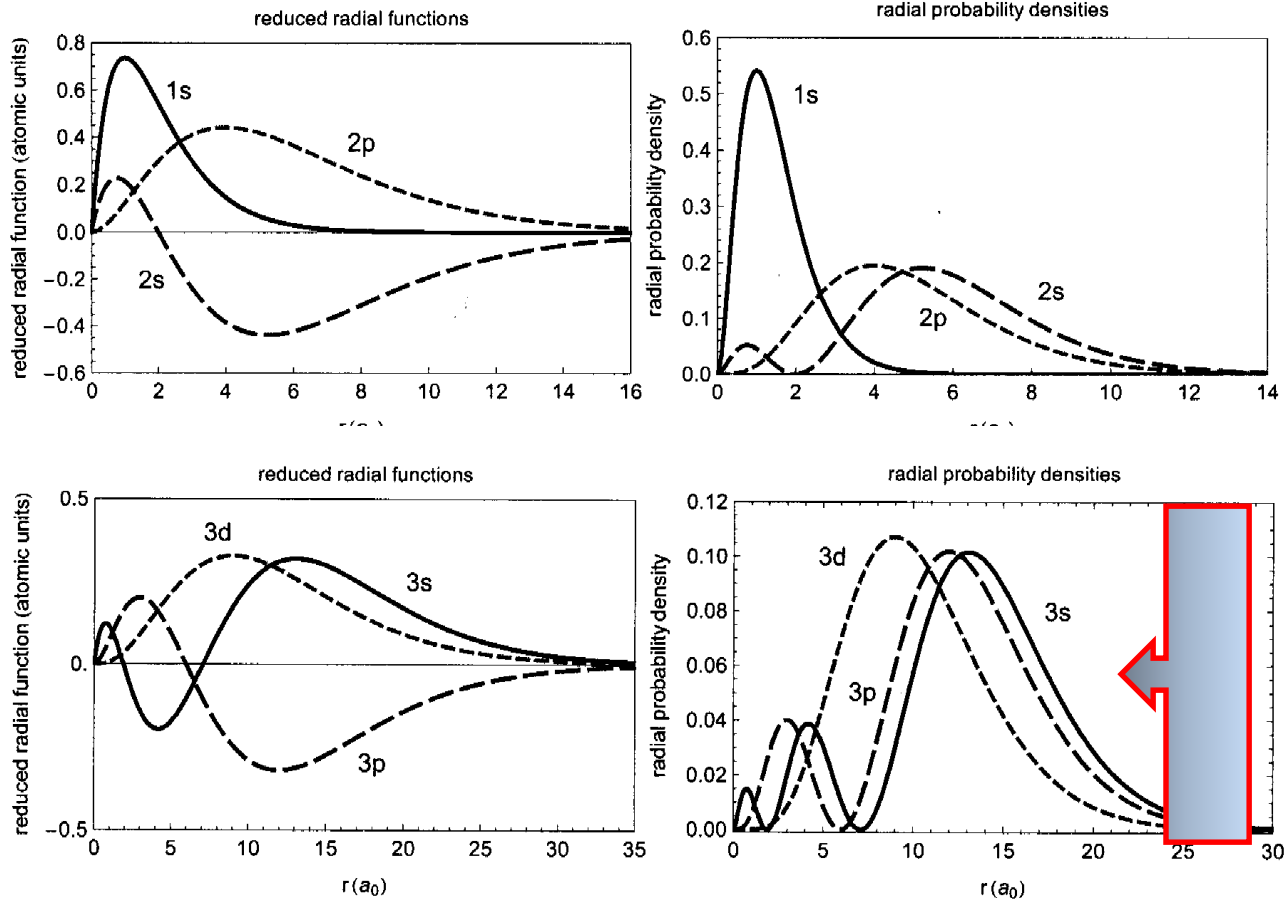 reduced radial functions
reduced radial function (atomic units)
0.8
0.6
0.4
0.2
0.0
−0.2
−0.4
−0.6
1s
2p
2s
0 2 4 6 8 10 12 14 16
radial probability densities
radial probability density
0.6
0.5
0.4
0.3
0.2
0.1
0.0
1s
2s
2p
0 2 4 6 8 10 12 14
reduced radial functions
reduced radial function (atomic units)
0.5
0.
−0.5
3d
3s
3p
0 5 10 15 20 25 30 35
r(a₀)
radial probability densities
radial probability density
0.12
0.10
0.08
0.06
0.04
0.02
0.00
3d
3s
3p
0 5 10 15 20 25 30
r(a₀)